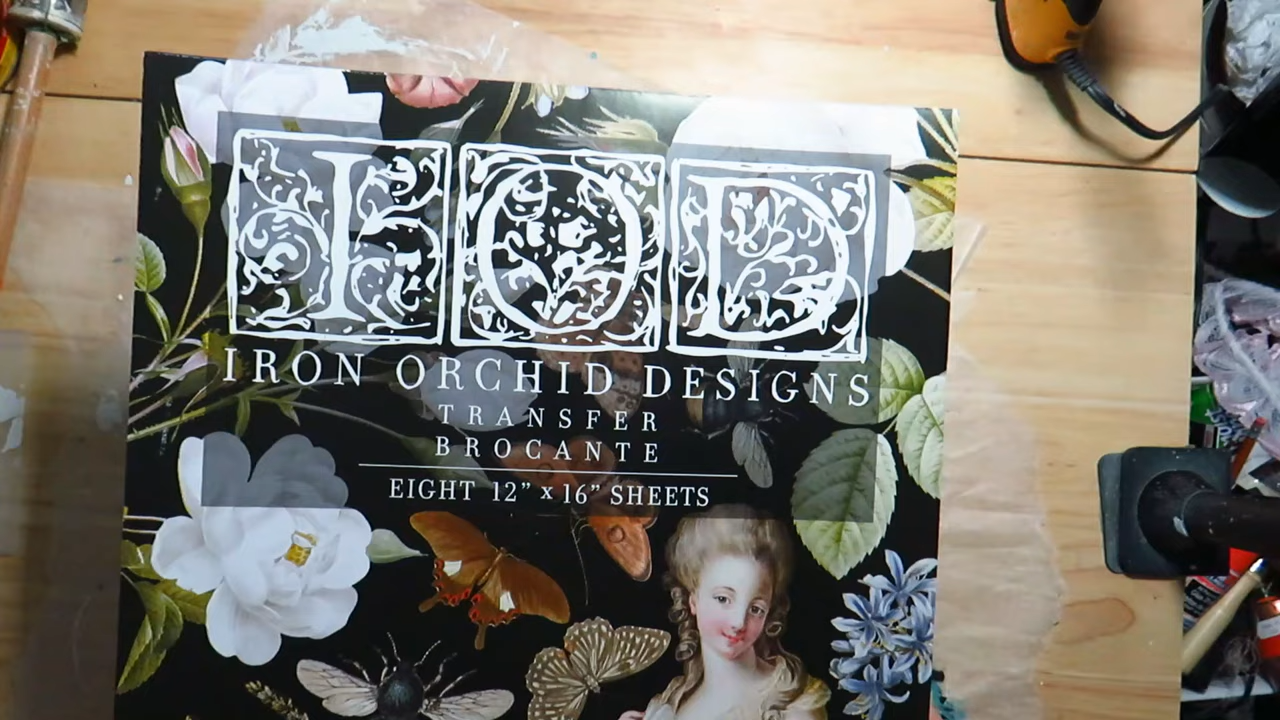 IOD
IRON ORCHID DESIGNS
TRANSFER
BROCANTE
EIGHT 12” x 16” SHEETS